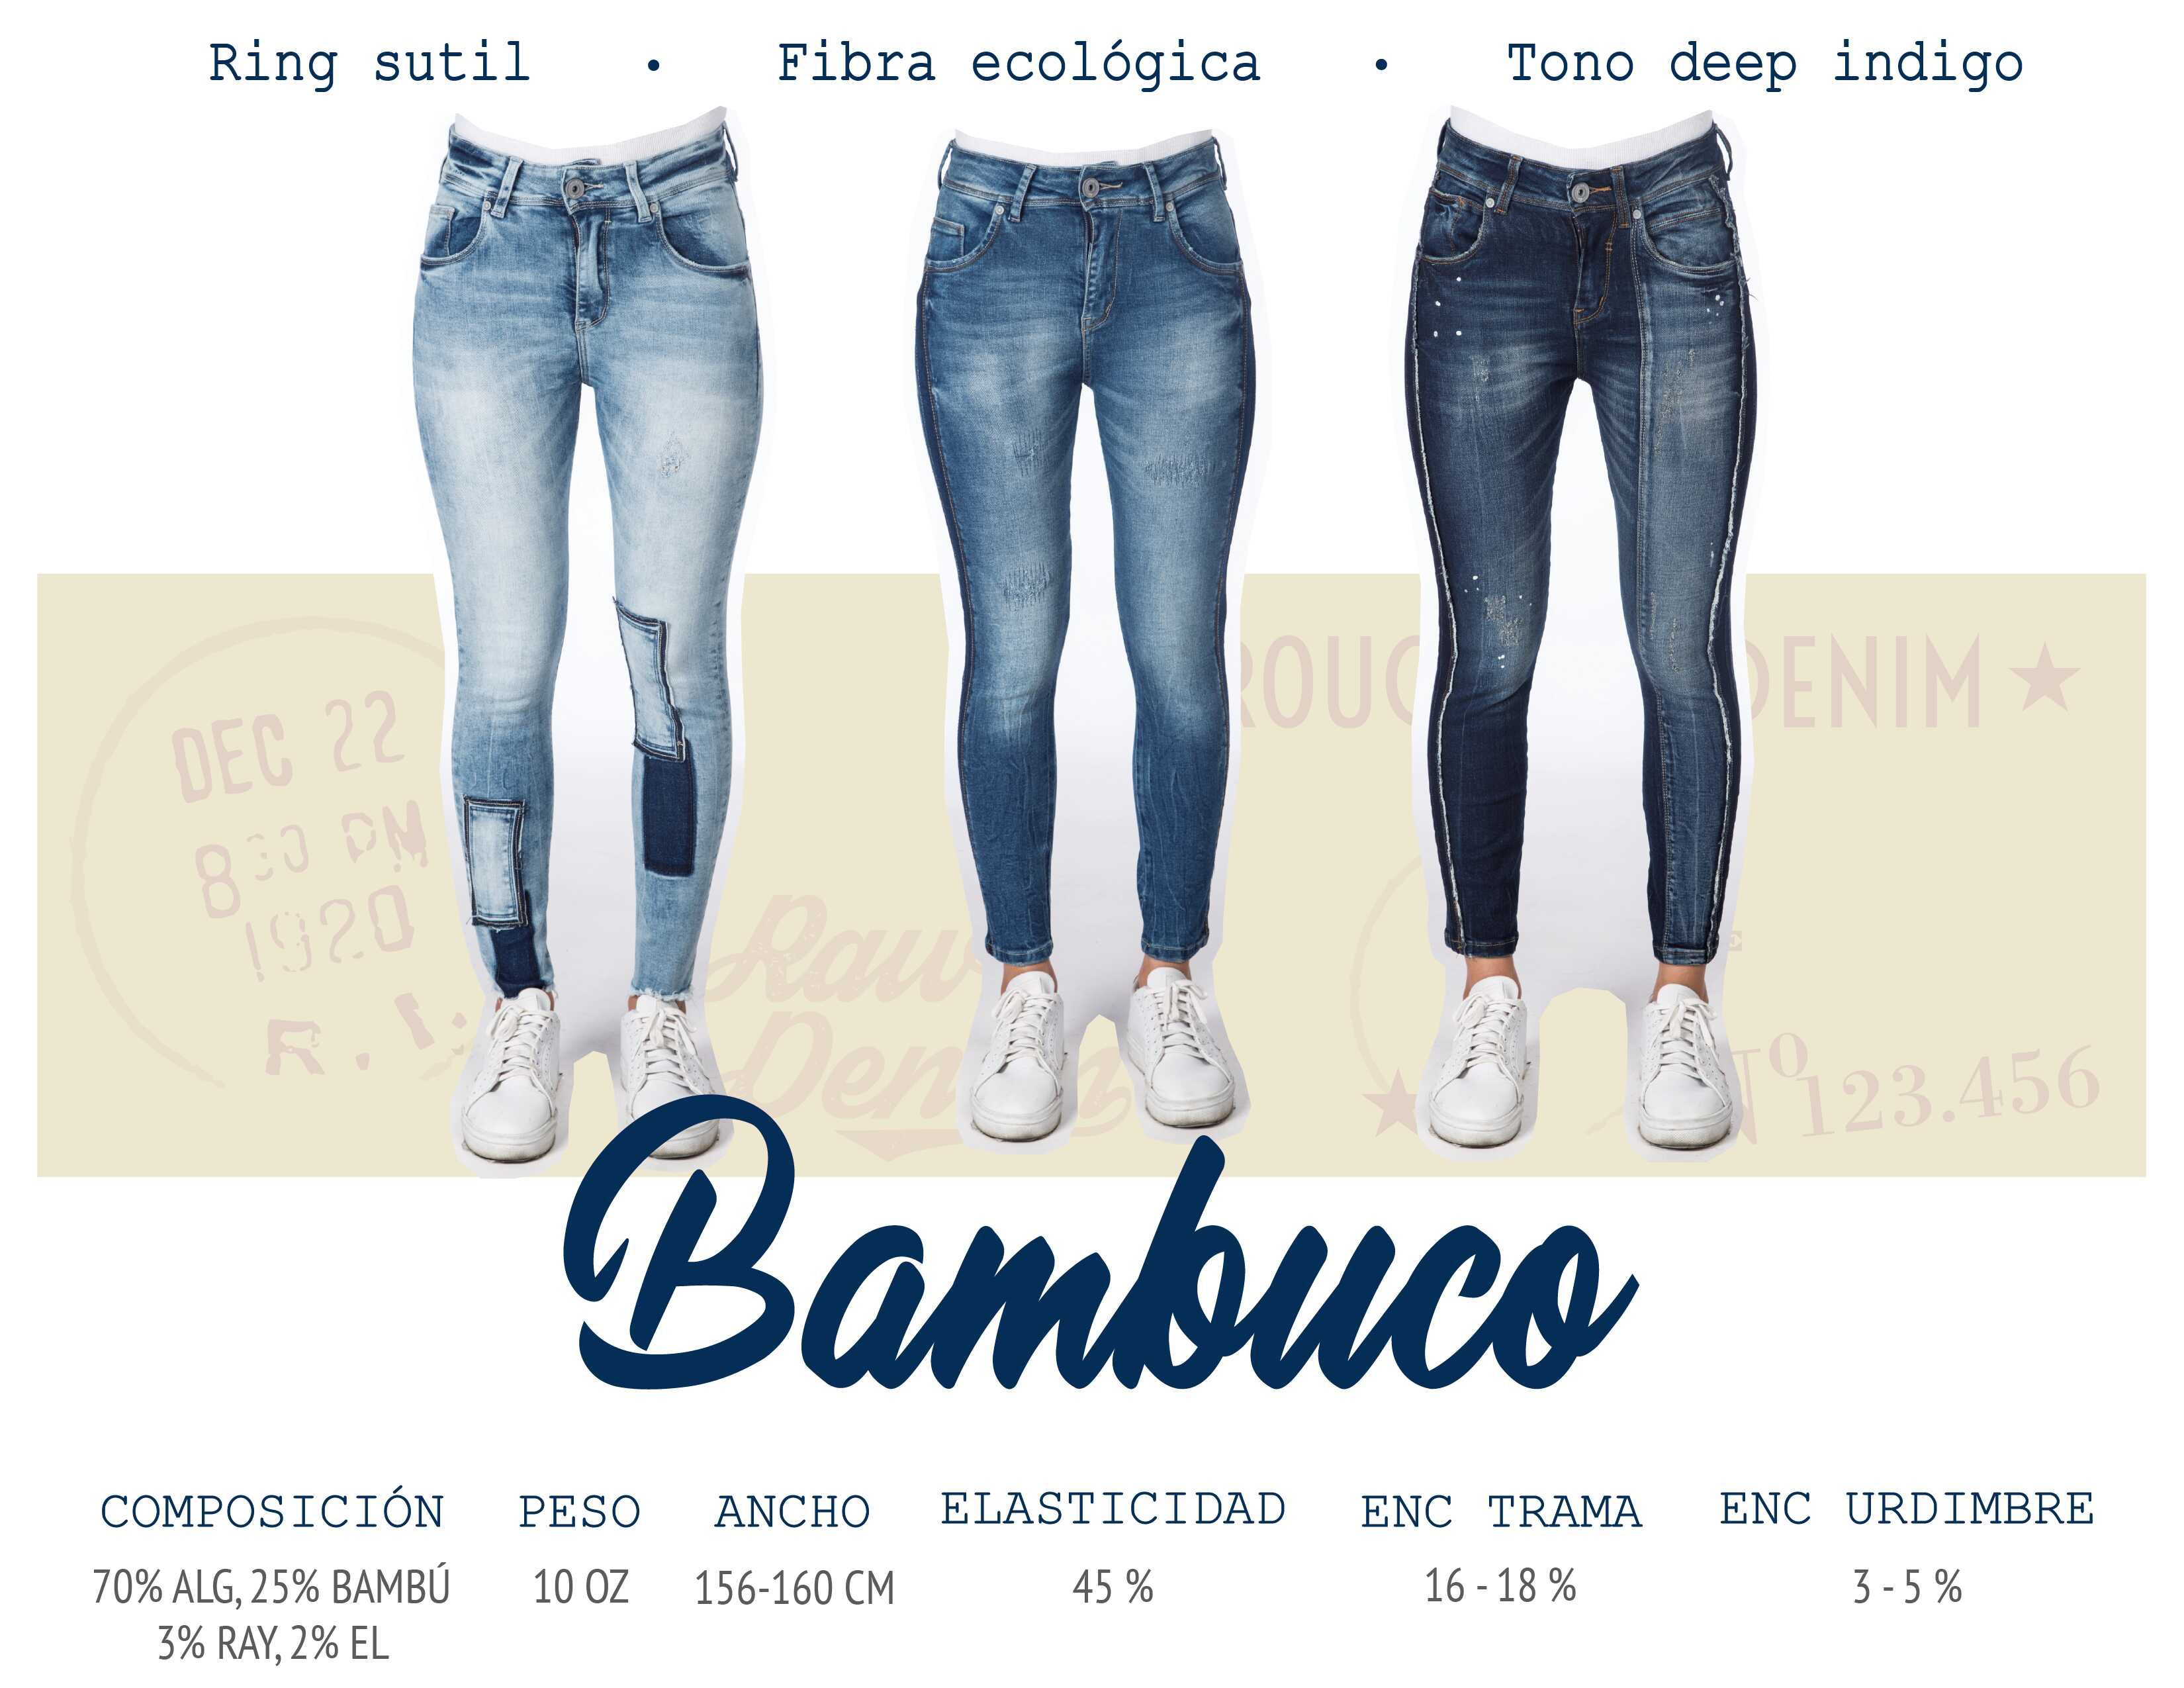 Ring sutil • Fibra ecológica • Tono deep indigo
DENIM
DEC 22
1920
Raw
123.456
Bambuco
COMPOSICIÓN PESO ANCHO ELASTICIDAD ENC TRAMA ENC URDIMBRE
70% ALG, 25% BAMBÚ 10 OZ 156-160 CM 45 % 16 - 18 % 3 - 5 %
3% RAY, 2% EL